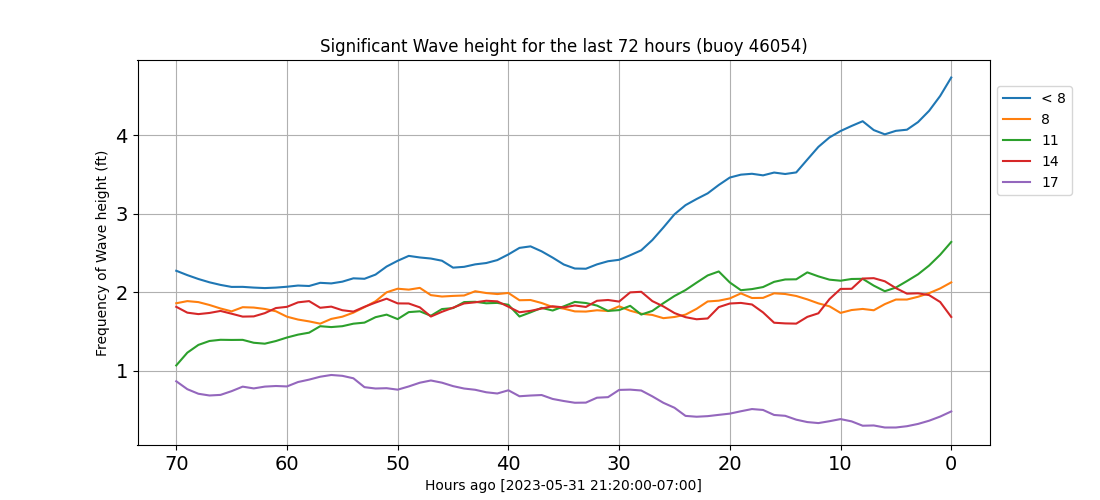 Significant Wave height for the last 72 hours (buoy 46054)
Frequency of Wave height (ft)
4
3
2
1
70 60 50 40 30 20 10 0
Hours ago [2023-05-31 21:20:00-07:00]
< 8
8
11
14
17